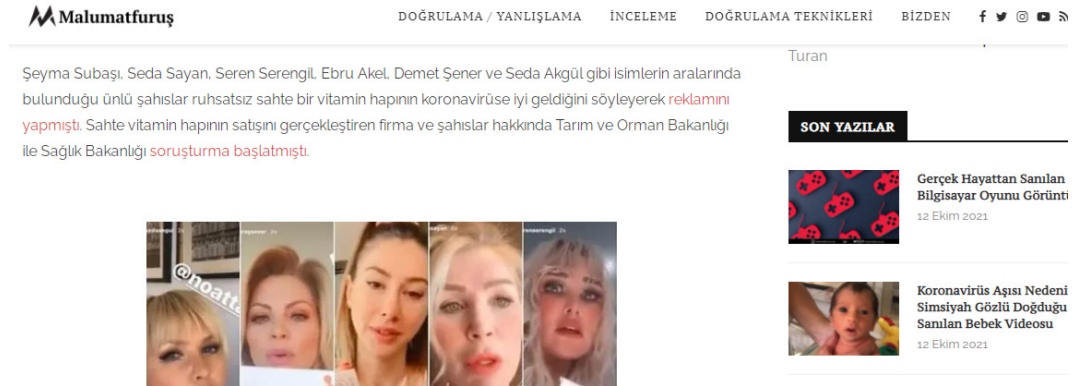 Malumatfuruş
DOĞRULAMA / YANLIŞLAMA İNCELEME DOĞRULAMA TEKNİKLERİ BİZDEN
Şeyma Subaşı, Seda Sayan, Seren Serengil, Ebru Akel, Demet Şener ve Seda Akgül gibi isimlerin aralarında
bulunduğu ünlü şahıslar ruhsatsız sahte bir vitamin hapının koronavirüse iyi geldiğini söyleyerek reklamını
yapmıştı. Sahte vitamin hapının satışını gerçekleştiren firma ve şahıslar hakkında Tarım ve Orman Bakanlığı
ile Sağlık Bakanlığı soruşturma başlatmıştı.
@noatta
Turan
SON YAZILAR
Gerçek Hayattan Sanılan
Bilgisayar Oyunu Görüntü
12 Ekim 2021
Koronavirüs Aşısı Nedeni
Simsiyah Gözlü Doğduğu
Sanılan Bebek Videosu
12 Ekim 2021